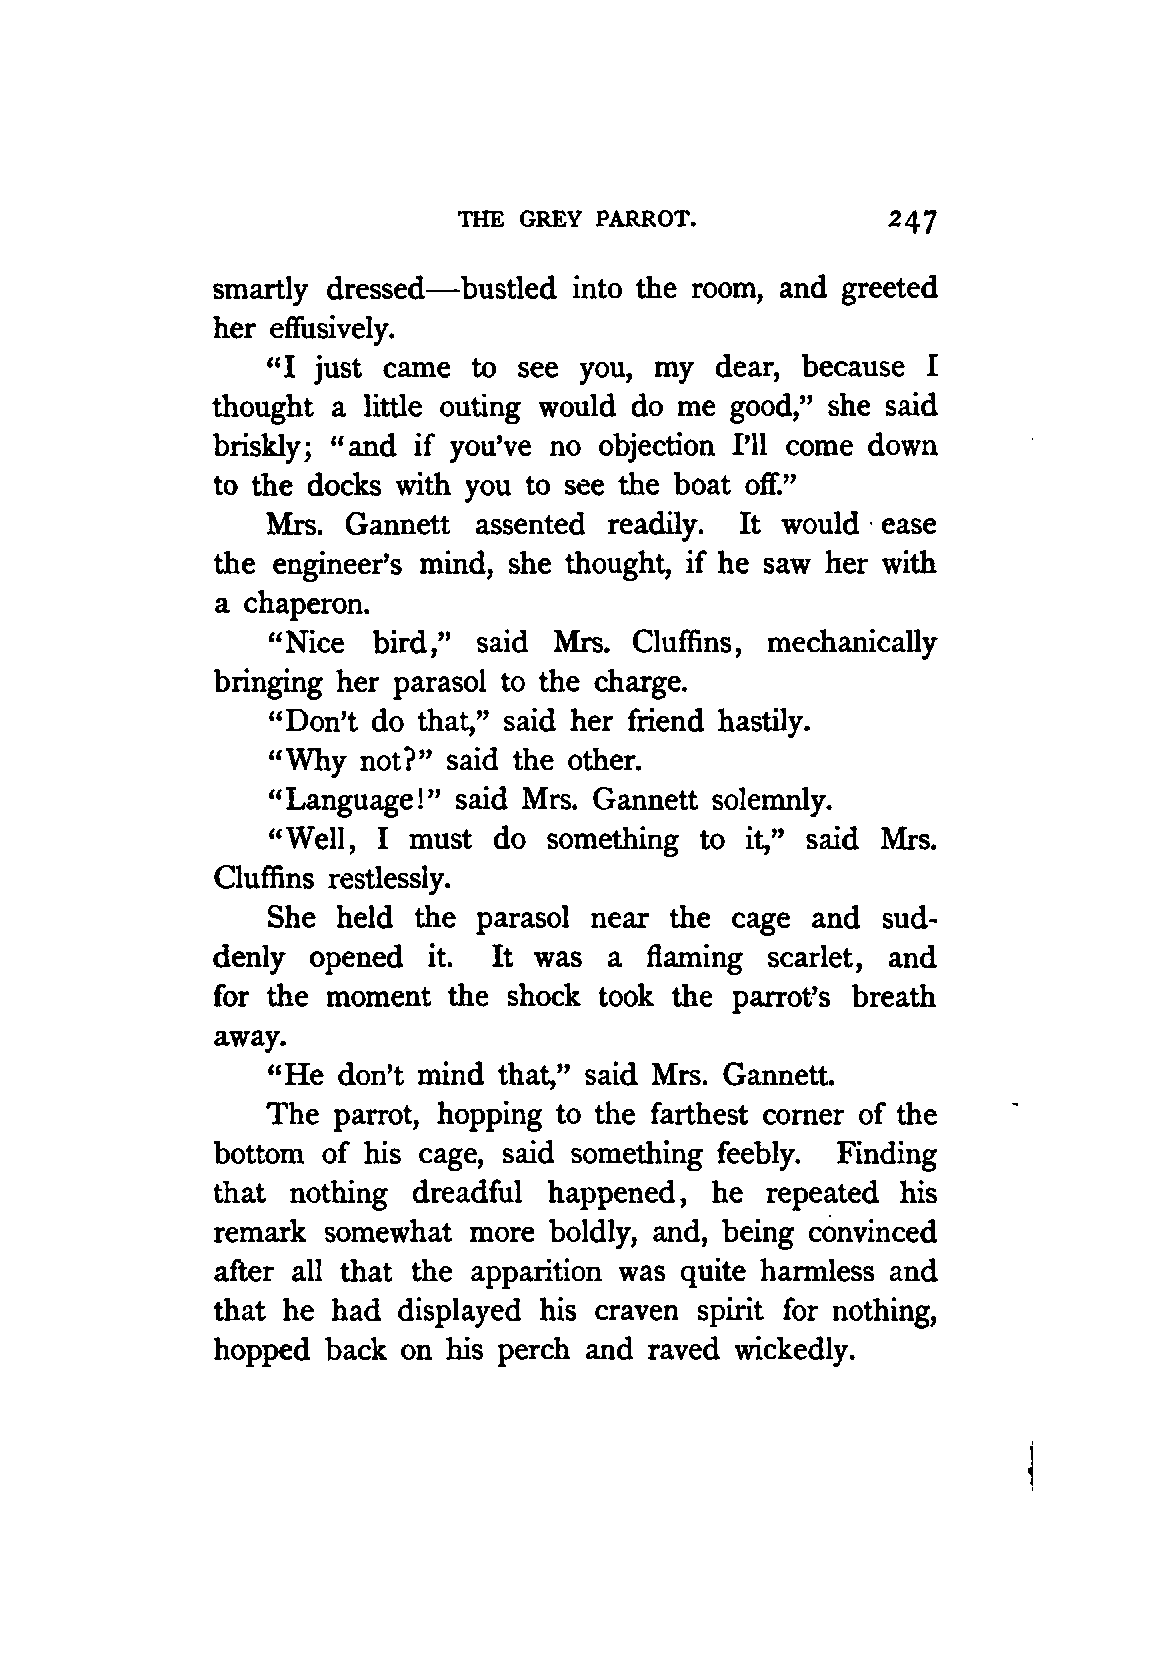 THE GREY PARROT. 247
smartly dressed—bustled into the room, and greeted
her effusively.
“I just came to see you, my dear, because I
thought a little outing would do me good,” she said
briskly; “and if you’ve no objection I’ll come down
to the docks with you to see the boat off.”
Mrs. Gannett assented readily. It would ease
the engineer’s mind, she thought, if he saw her with
a chaperon.
“Nice bird,” said Mrs. Cluffins, mechanically
bringing her parasol to the charge.
“Don’t do that,” said her friend hastily.
“Why not?” said the other.
“Language!” said Mrs. Gannett solemnly.
“Well, I must do something to it,” said Mrs.
Cluffins restlessly.
She held the parasol near the cage and sud-
denly opened it. It was a flaming scarlet, and
for the moment the shock took the parrot’s breath
away.
“He don’t mind that,” said Mrs. Gannett.
The parrot, hopping to the farthest corner of the
bottom of his cage, said something feebly. Finding
that nothing dreadful happened, he repeated his
remark somewhat more boldly, and, being convinced
after all that the apparition was quite harmless and
that he had displayed his craven spirit for nothing,
hopped back on his perch and raved wickedly.